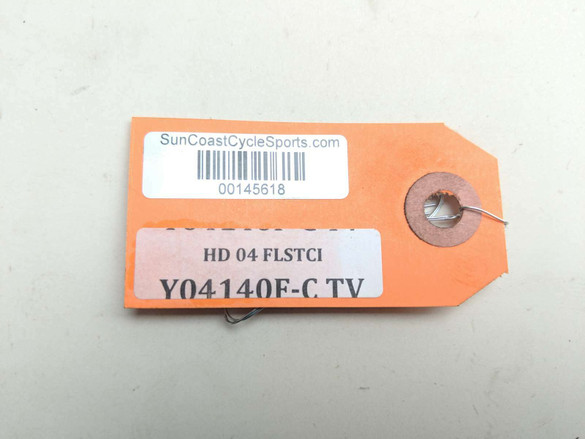 SunCoastCycleSports.com
00145618
HD 04 FLSTCI
Y04140F-C TV